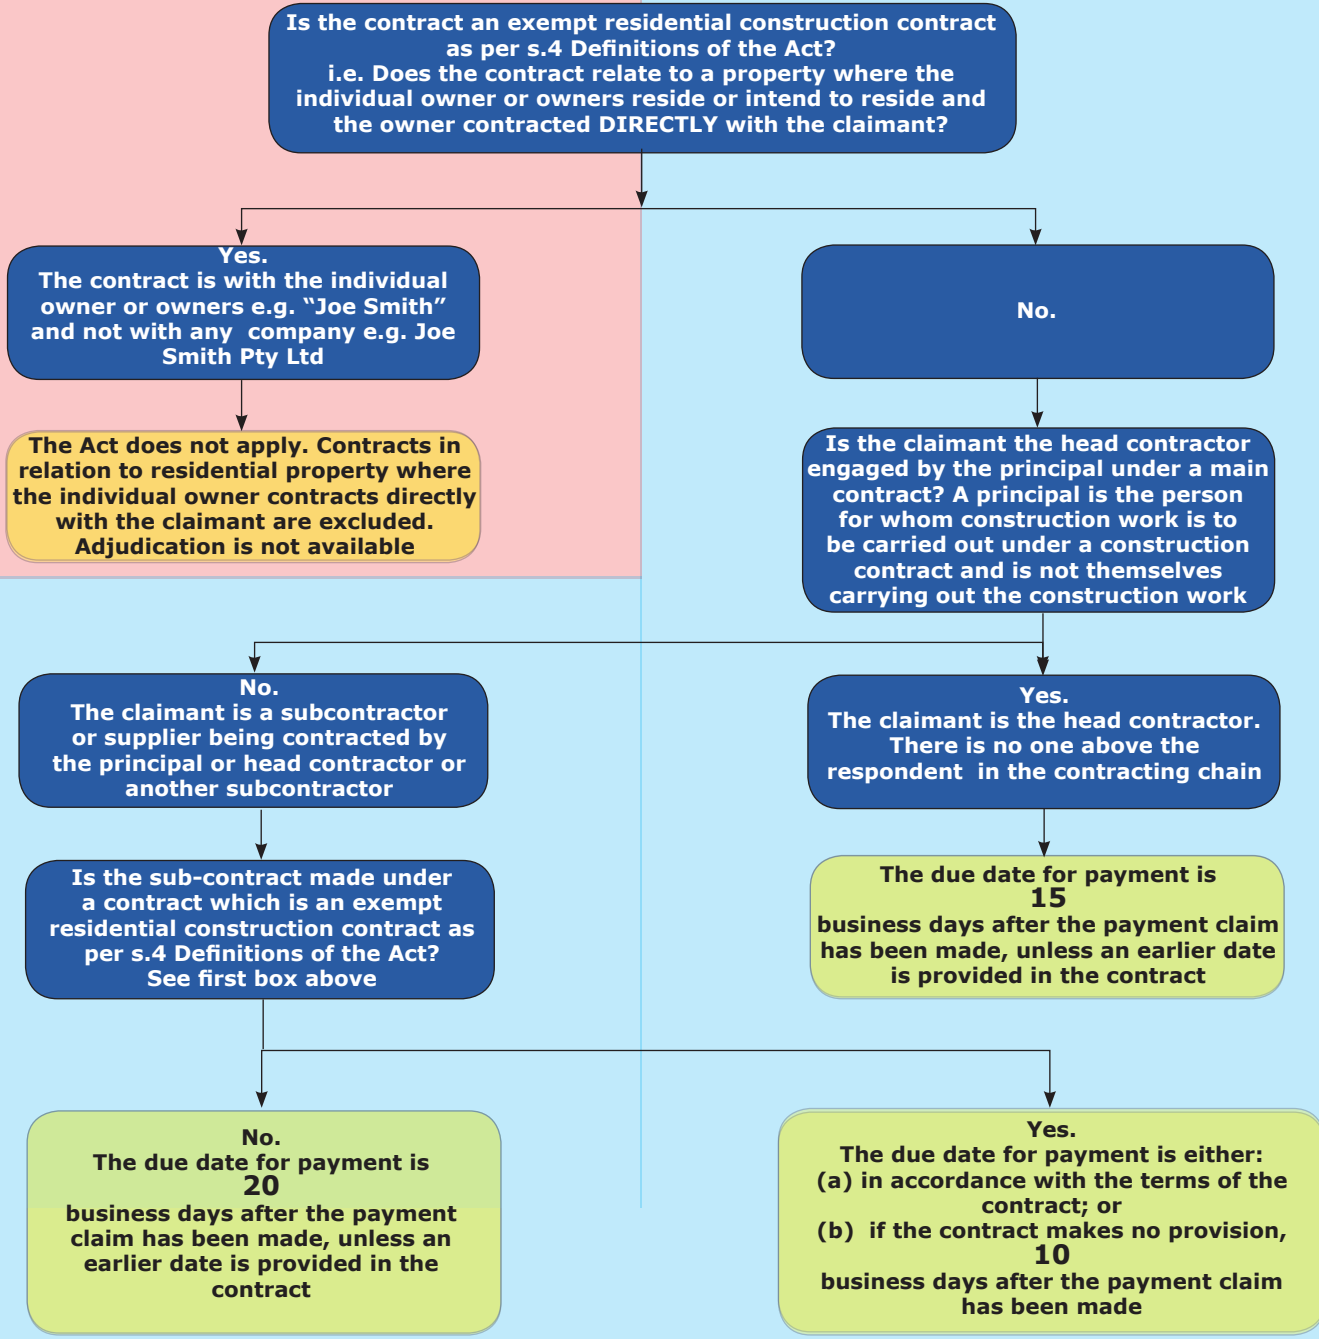 Is the contract an exempt residential construction contract
as per s.4 Definitions of the Act?
i.e. Does the contract relate to a property where the
individual owner or owners reside or intend to reside and
the owner contracted DIRECTLY with the claimant?
Yes.
The contract is with the individual
owner or owners e.g. “Joe Smith”
and not with any company e.g. Joe
Smith Pty Ltd
No.
The Act does not apply. Contracts in
relation to residential property where
the individual owner contracts directly
with the claimant are excluded.
Adjudication is not available
Is the claimant the head contractor
engaged by the principal under a main
contract? A principal is the person
for whom construction work is to
be carried out under a construction
contract and is not themselves
carrying out the construction work
No.
The claimant is a subcontractor
or supplier being contracted by
the principal or head contractor or
another subcontractor
Yes.
The claimant is the head contractor.
There is no one above the
respondent in the contracting chain
Is the sub-contract made under
a contract which is an exempt
residential construction contract as
per s.4 Definitions of the Act?
See first box above
The due date for payment is
15
business days after the payment claim
has been made, unless an earlier date
is provided in the contract
No.
The due date for payment is
20
business days after the payment
claim has been made, unless an
earlier date is provided in the
contract
Yes.
The due date for payment is either:
(a) in accordance with the terms of the
contract; or
(b) if the contract makes no provision,
10
business days after the payment claim
has been made